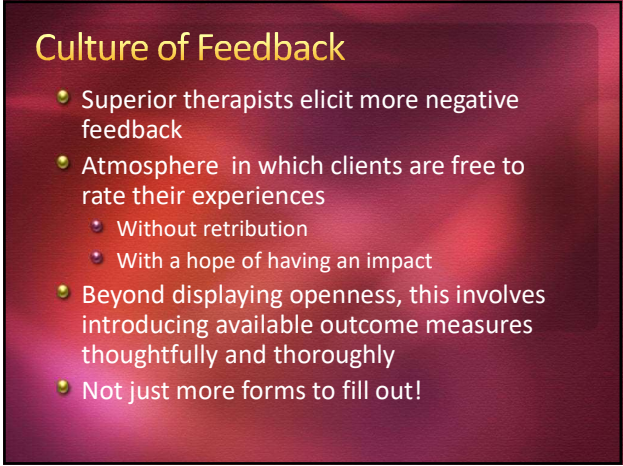 Culture of Feedback
Superior therapists elicit more negative
feedback
Atmosphere in which clients are free to
rate their experiences
Without retribution
With a hope of having an impact
Beyond displaying openness, this involves
introducing available outcome measures
thoughtfully and thoroughly
Not just more forms to fill out!